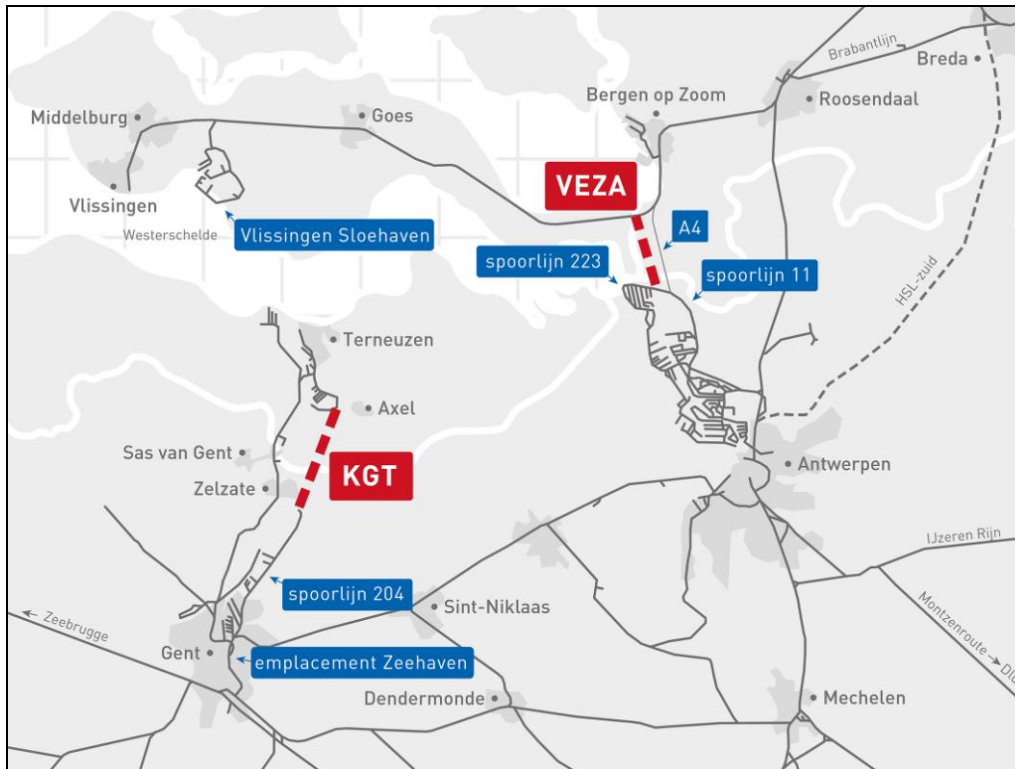 Brabantlijn
Breda
Bergen op Zoom
Roosendaal
Middelburg
Goes
VEZA
Vlissingen
Westerschelde
Vlissingen Sloehaven
A4
spoorlijn 223
spoorlijn 11
HSL-zuid
Terneuzen
Axel
Sas van Gent
KGT
Zelzate
Antwerpen
IJzeren Rijn
spoorlijn 204
Sint-Niklaas
← Zeebrugge
Montzenroute → Dld
Gent
emplacement Zeehaven
Dendermonde
Mechelen